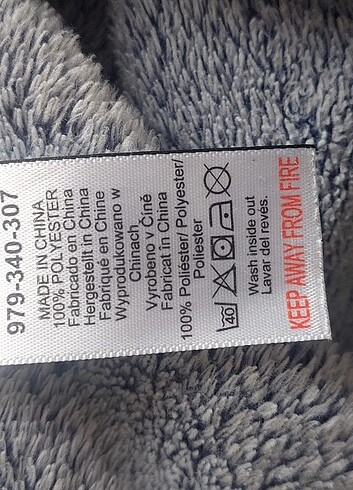 979-340-307
MADE IN CHINA
100% POLYESTER
Fabricado en China
Hergestellt in China
Fabriqué en Chine
Wyprodukowano w
Chinach
Vyrobeno v Číně
Fabricat in China
100% Poliéster/ Polyester/
Poliester
40
Wash inside out
Lavar del revés.
KEEP AWAY FROM FIRE